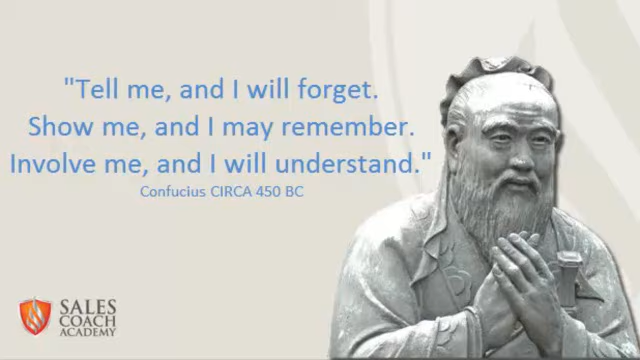 "Tell me, and I will forget.
Show me, and I may remember.
Involve me, and I will understand."
Confucius CIRCA 450 BC
SALES
COACH
ACADEMY